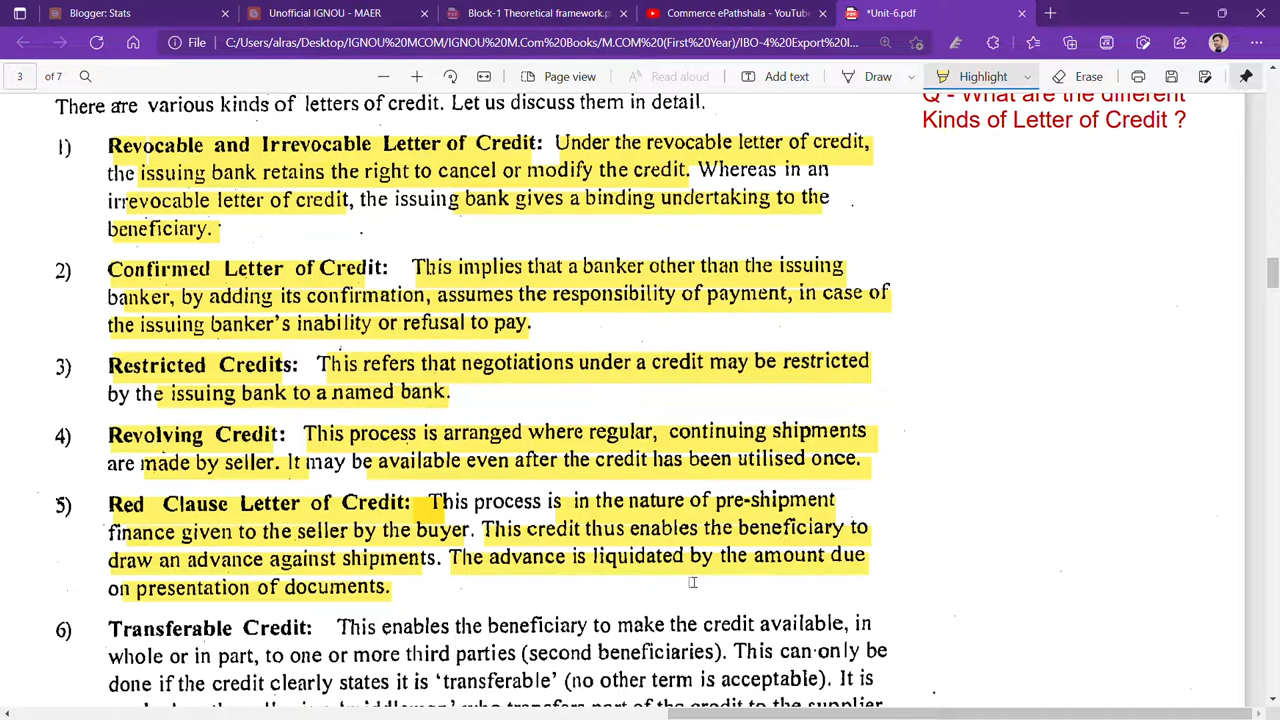 Blogger: Stats
Unofficial IGNOU - MAER
Block-1 Theoretical framework.p
Commerce ePathshala - YouTube
*Unit-6.pdf
File
C:/Users/alras/Desktop/IGNOU%20MCOM/IGNOU%20M.Com%20Books/M.COM%20(First%20Year)/IBO-4%20Export%20I...
3 of 7
Page view
Read aloud
Add text
Draw
Highlight
Erase
There are various kinds of letters of credit. Let us discuss them in detail.
Q - What are the different
Kinds of Letter of Credit ?
1) Revocable and Irrevocable Letter of Credit: Under the revocable letter of credit,
the issuing bank retains the right to cancel or modify the credit. Whereas in an
irrevocable letter of credit, the issuing bank gives a binding undertaking to the
beneficiary.
2) Confirmed Letter of Credit: This implies that a banker other than the issuing
banker, by adding its confirmation, assumes the responsibility of payment, in case of
the issuing banker's inability or refusal to pay.
3) Restricted Credits: This refers that negotiations under a credit may be restricted
by the issuing bank to a named bank.
4) Revolving Credit: This process is arranged where regular, continuing shipments
are made by seller. It may be available even after the credit has been utilised once.
5) Red Clause Letter of Credit: This process is in the nature of pre-shipment
finance given to the seller by the buyer. This credit thus enables the beneficiary to
draw an advance against shipments. The advance is liquidated by the amount due
on presentation of documents.
6) Transferable Credit: This enables the beneficiary to make the credit available, in
whole or in part, to one or more third parties (second beneficiaries). This can only be
done if the credit clearly states it is 'transferable' (no other term is acceptable). It is
'middleman' who transfers part of the credit to the supplier